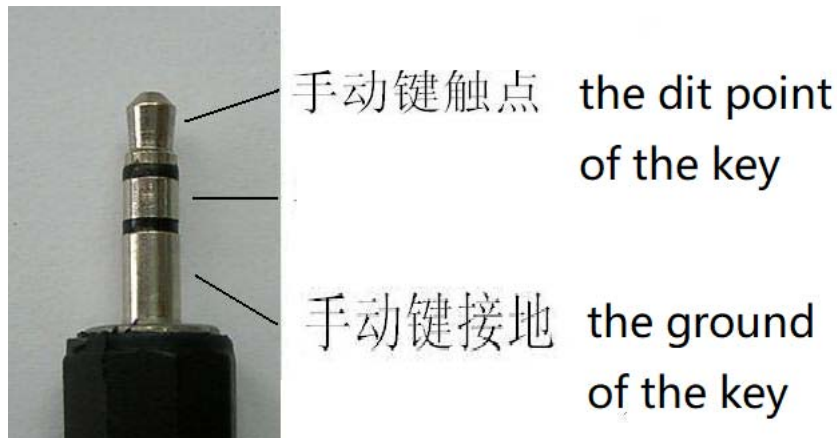 手动键触点
the dit point
of the key
手动键接地
the ground
of the key